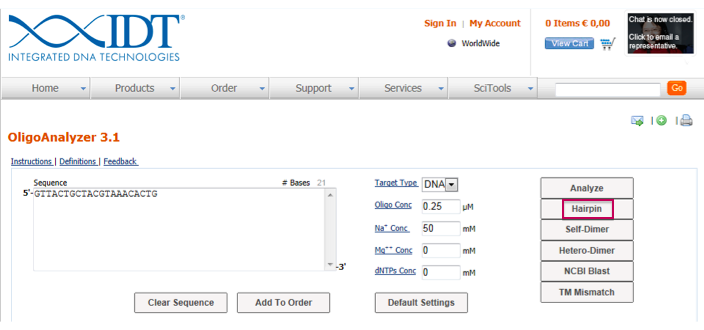 IDT®
INTEGRATED DNA TECHNOLOGIES
Sign In | My Account
WorldWide
0 Items € 0,00
View Cart
Chat is now closed.
Click to email a
representative.
Home Products Order Support Services SciTools Go
OligoAnalyzer 3.1
Instructions | Definitions | Feedback
Sequence # Bases 21
5'- GTTACTGCTACGTAAACACTG
-3'
Clear Sequence Add To Order
Target Type DNA
Oligo Conc 0.25 µM
Na⁺ Conc 50 mM
Mg⁺⁺ Conc 0 mM
dNTPs Conc 0 mM
Default Settings
Analyze
Hairpin
Self-Dimer
Hetero-Dimer
NCBI Blast
TM Mismatch